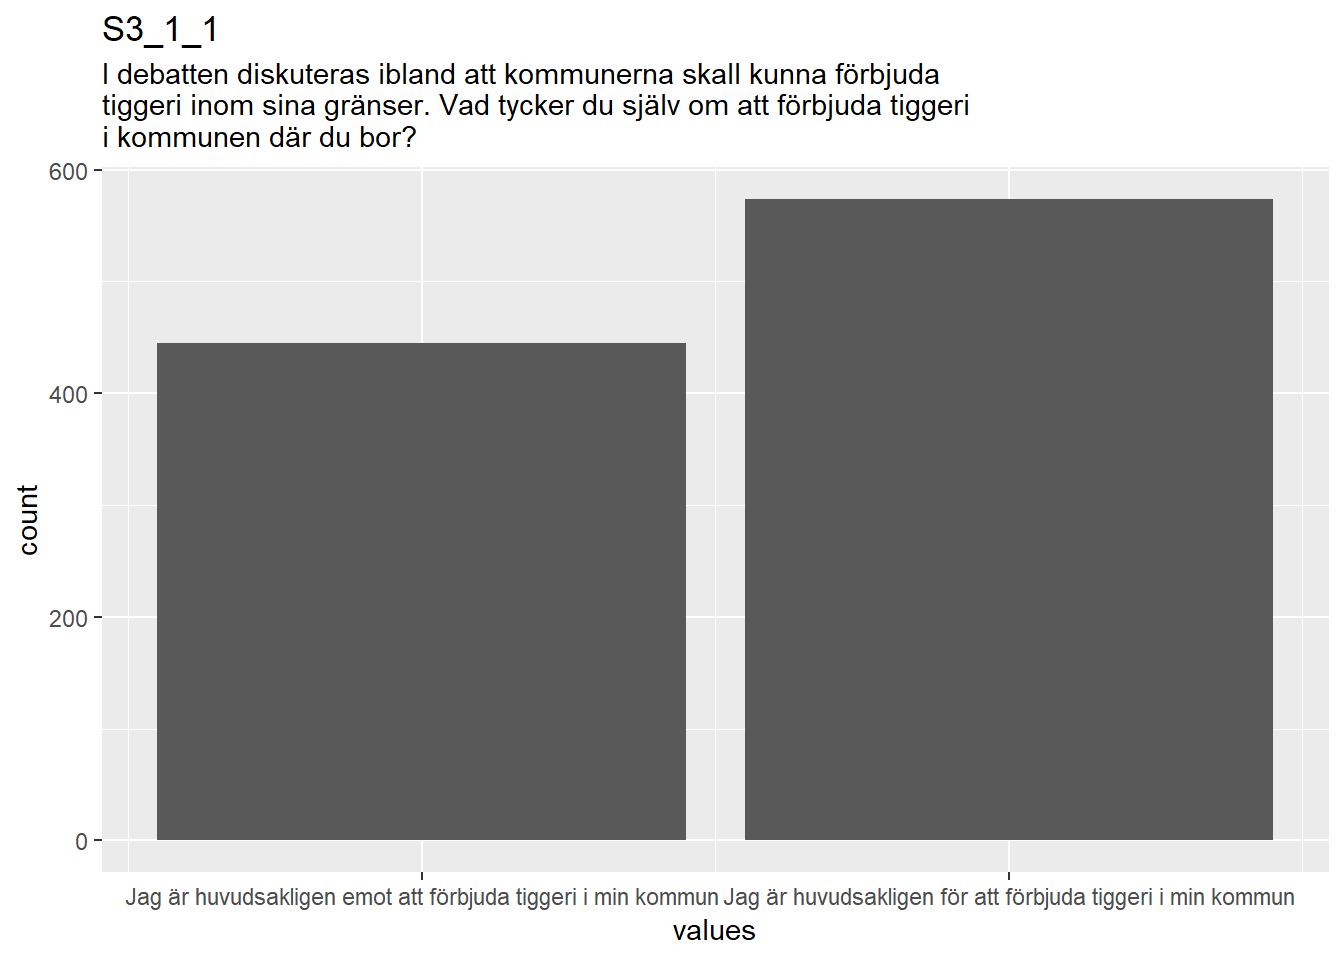 S3_1_1
I debatten diskuteras ibland att kommunerna skall kunna förbjuda
tiggeri inom sina gränser. Vad tycker du själv om att förbjuda tiggeri
i kommunen där du bor?
600
400
200
0
count
Jag är huvudsakligen emot att förbjuda tiggeri i min kommun
Jag är huvudsakligen för att förbjuda tiggeri i min kommun
values